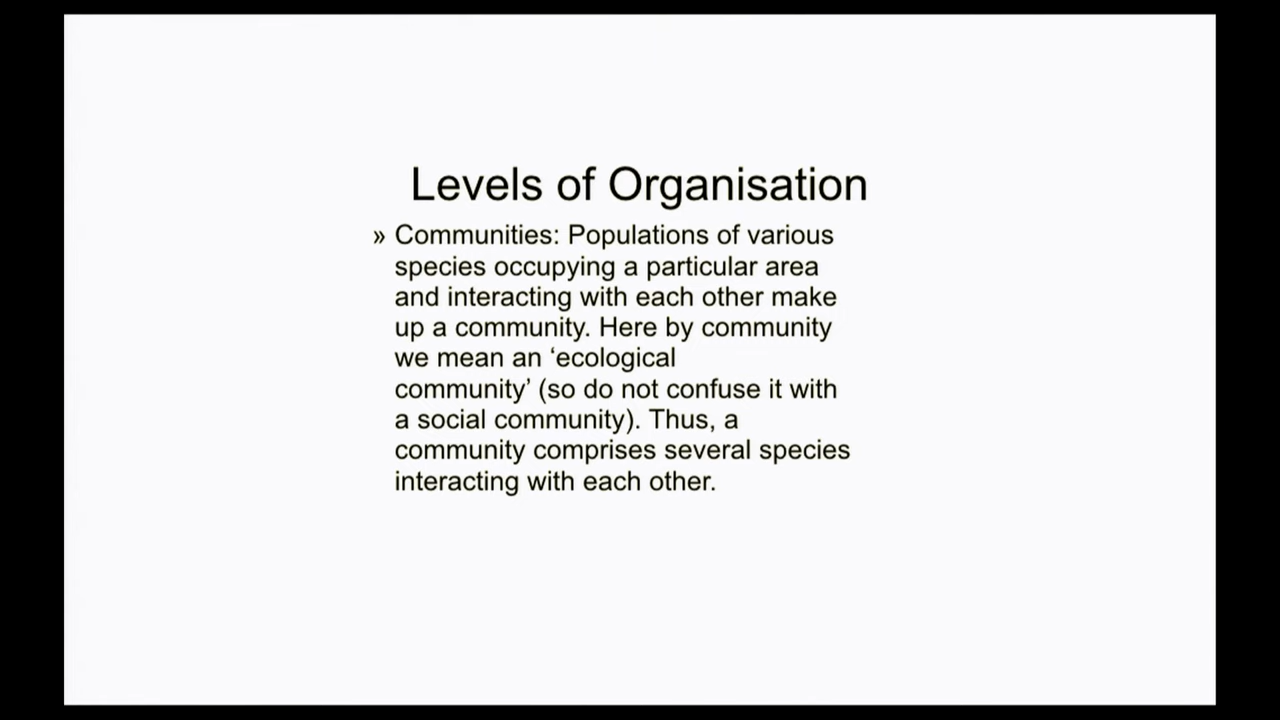 Levels of Organisation
» Communities: Populations of various
species occupying a particular area
and interacting with each other make
up a community. Here by community
we mean an ‘ecological
community’ (so do not confuse it with
a social community). Thus, a
community comprises several species
interacting with each other.